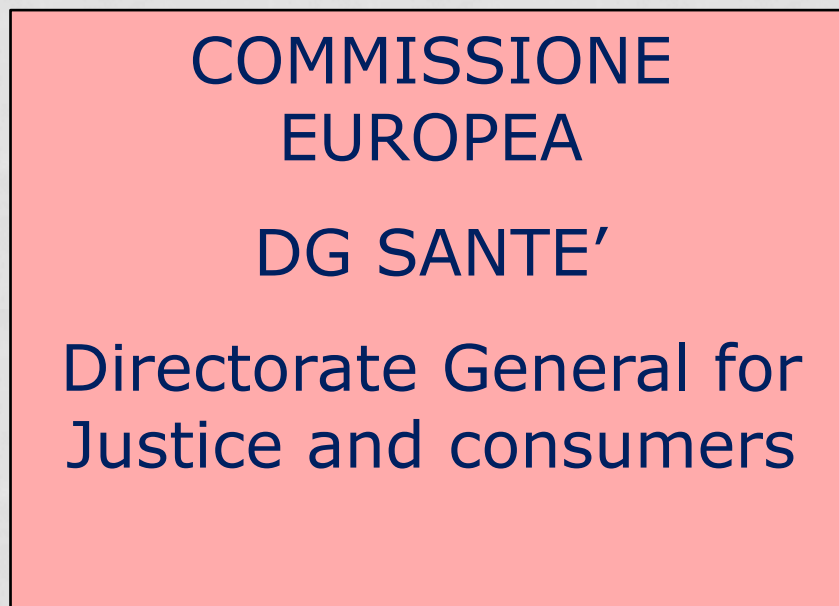 COMMISSIONE
EUROPEA
DG SANTE’
Directorate General for
Justice and consumers